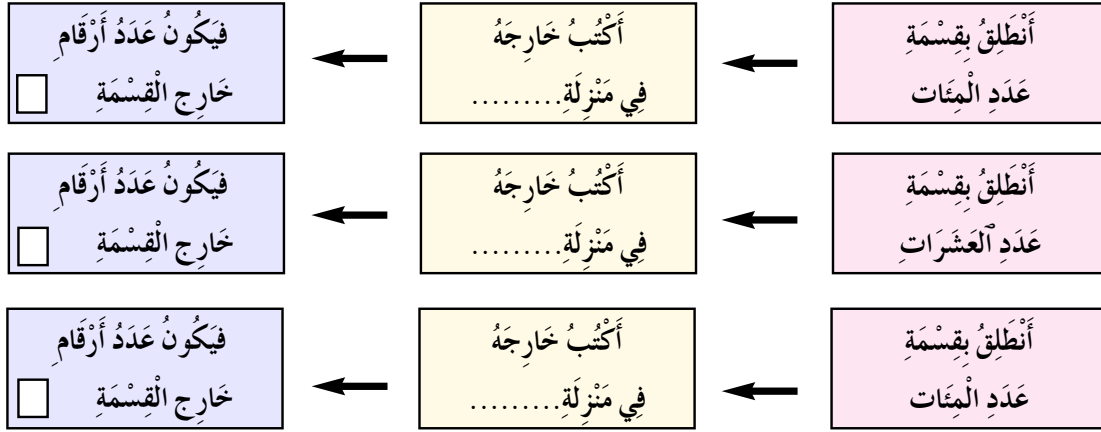 أَنْطَلِقُ بِقِسْمَةِ
عَدَدِ الْمِئَات
أَكْتُبُ خَارِجَهُ
فِي مَنْزِلَةِ.........
فَيَكُونُ عَدَدُ أَرْقَامِ
خَارِجِ الْقِسْمَةِ
أَنْطَلِقُ بِقِسْمَةِ
عَدَدِ ٱلْعَشَرَاتِ
أَكْتُبُ خَارِجَهُ
فِي مَنْزِلَةِ.........
فَيَكُونُ عَدَدُ أَرْقَامِ
خَارِجِ الْقِسْمَةِ
أَنْطَلِقُ بِقِسْمَةِ
عَدَدِ الْمِئَات
أَكْتُبُ خَارِجَهُ
فِي مَنْزِلَةِ.........
فَيَكُونُ عَدَدُ أَرْقَامِ
خَارِجِ الْقِسْمَةِ